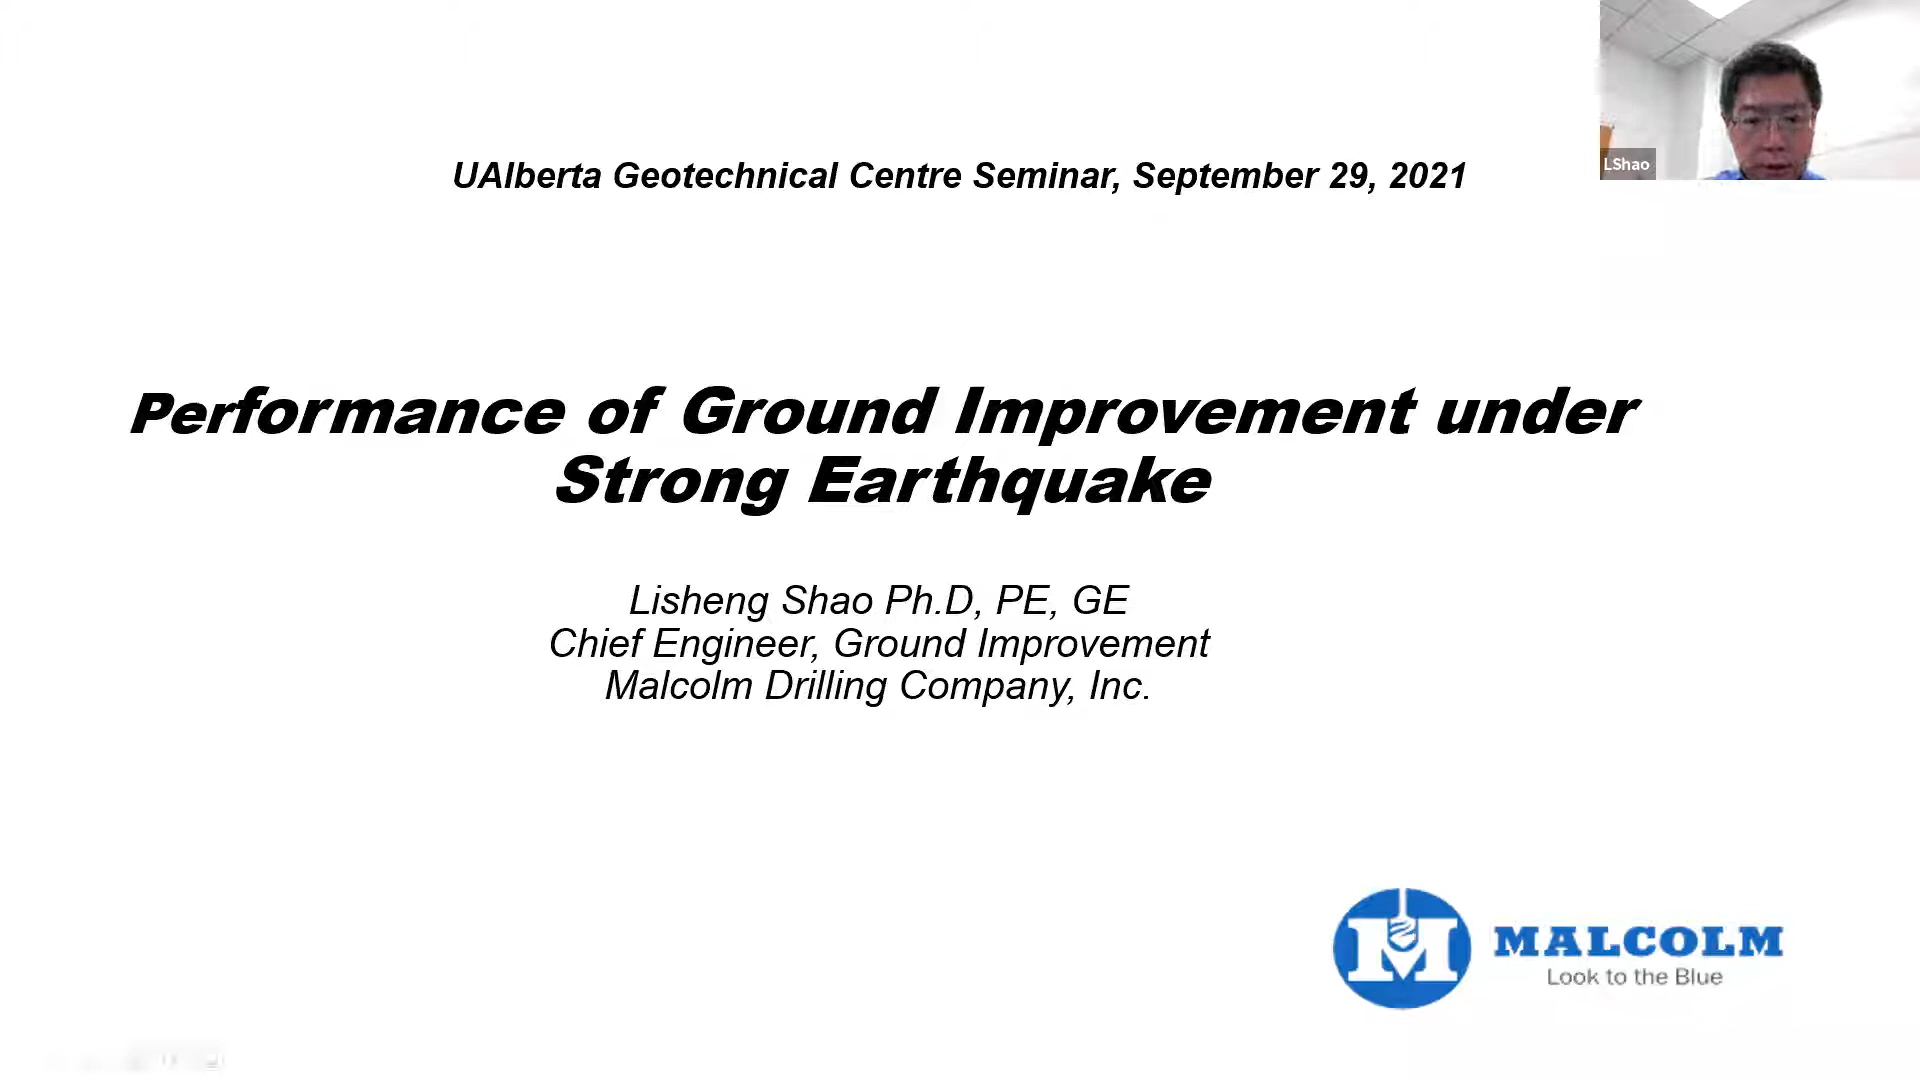 UAlberta Geotechnical Centre Seminar, September 29, 2021
LShao
Performance of Ground Improvement under
Strong Earthquake
Lisheng Shao Ph.D, PE, GE
Chief Engineer, Ground Improvement
Malcolm Drilling Company, Inc.
M
MALCOLM
Look to the Blue